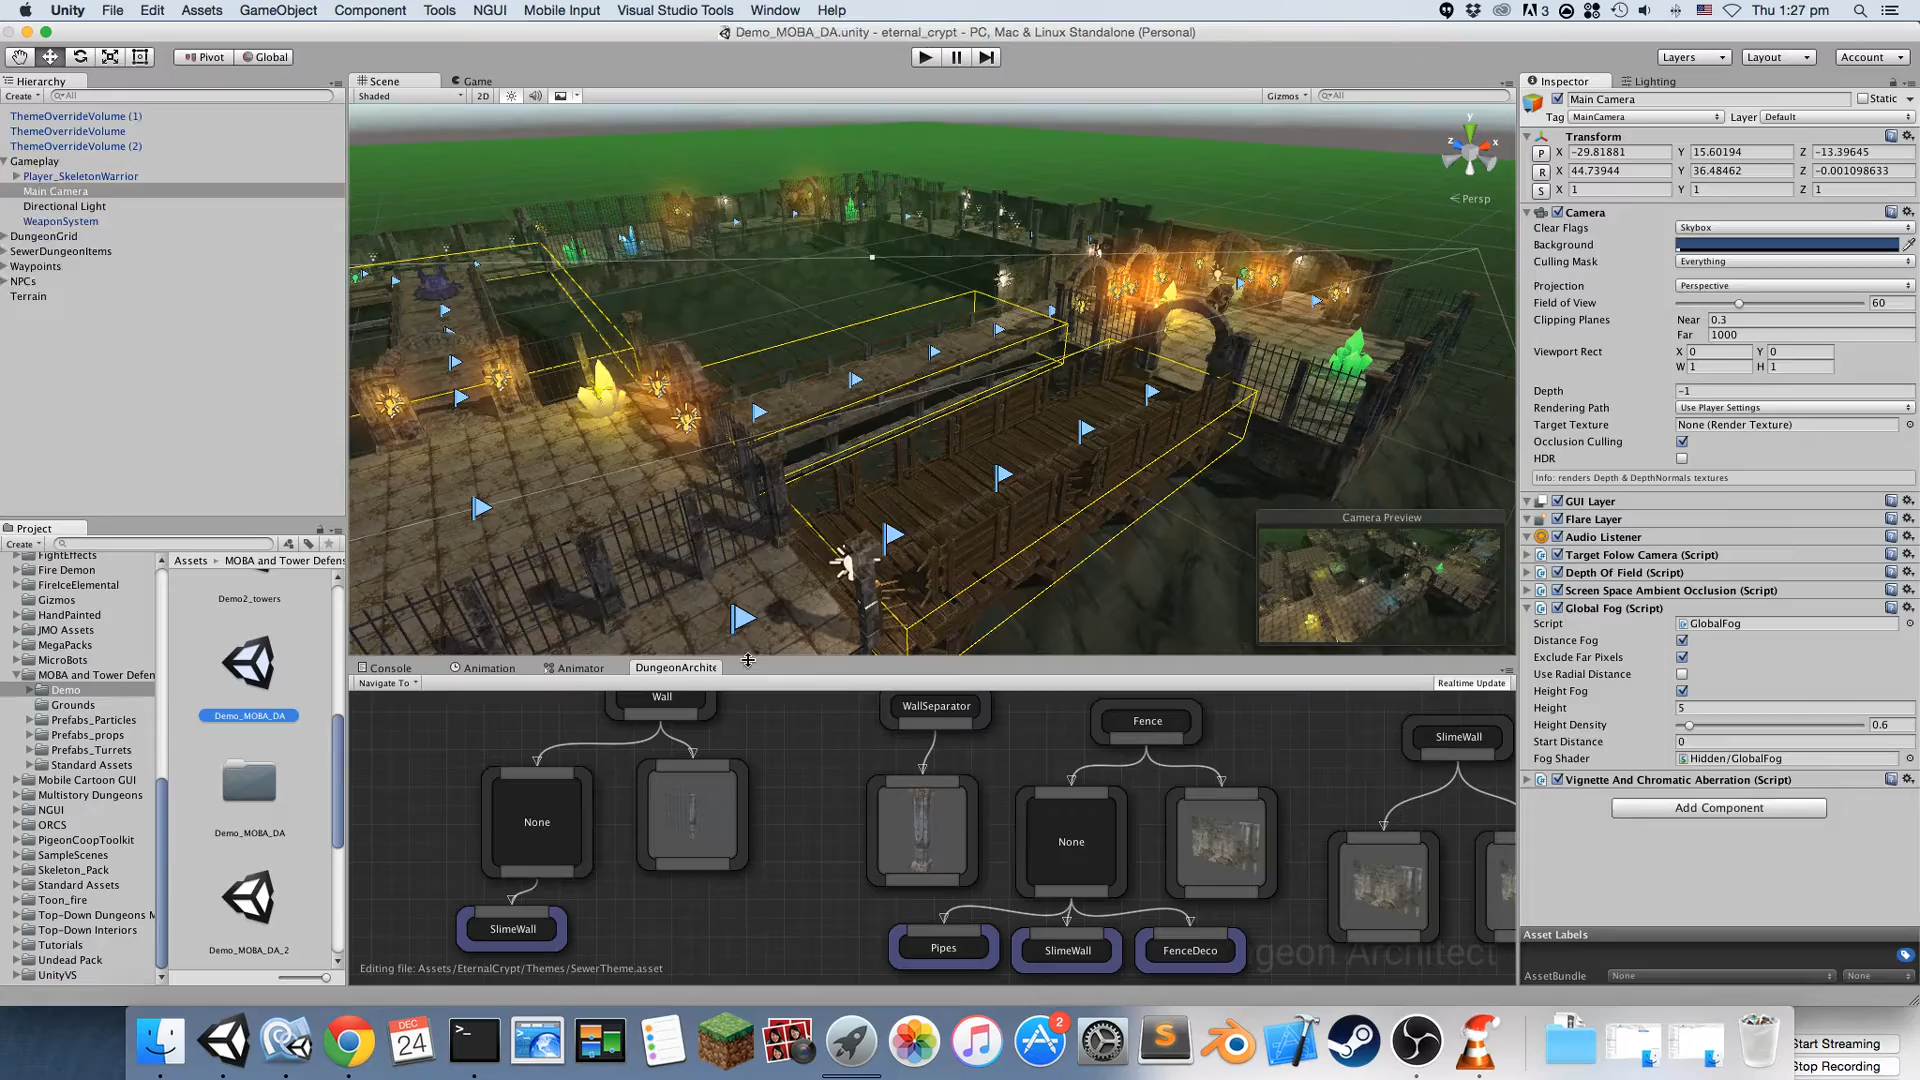 Unity File Edit Assets GameObject Component Tools NGUI Mobile Input Visual Studio Tools Window Help
3 Thu 1:27 pm
Demo_MOBA_DA.unity - eternal_crypt - PC, Mac & Linux Standalone (Personal)
Pivot Global Layers Layout Account
Hierarchy Scene Game Inspector Lighting
Create All Shaded 2D Gizmos All
Main Camera Static
Tag MainCamera Layer Default
ThemeOverrideVolume (1)
ThemeOverrideVolume
ThemeOverrideVolume (2)
Gameplay
Player_SkeletonWarrior
Main Camera
Directional Light
WeaponSystem
DungeonGrid
SewerDungeonItems
Waypoints
NPCs
Terrain
y
z x
Persp
Camera Preview
Transform
P X -29.81881 Y 15.60194 Z -13.39645
R X 44.73944 Y 36.48462 Z -0.001098633
S X 1 Y 1 Z 1
Camera
Clear Flags Skybox
Background
Culling Mask Everything
Projection Perspective
Field of View 60
Clipping Planes Near 0.3
Far 1000
Viewport Rect X 0 Y 0
W 1 H 1
Depth -1
Rendering Path Use Player Settings
Target Texture None (Render Texture)
Occlusion Culling
HDR
Info: renders Depth & DepthNormals textures
GUI Layer
Flare Layer
Audio Listener
Target Folow Camera (Script)
Depth Of Field (Script)
Screen Space Ambient Occlusion (Script)
Global Fog (Script)
Script GlobalFog
Distance Fog
Exclude Far Pixels
Use Radial Distance
Height Fog
Height 5
Height Density 0.6
Start Distance 0
Fog Shader Hidden/GlobalFog
Vignette And Chromatic Aberration (Script)
Add Component
Asset Labels
AssetBundle None None
Project
Create
FightEffects
Fire Demon
FireIceElemental
Gizmos
HandPainted
JMO Assets
MegaPacks
MicroBots
MOBA and Tower Defen
Demo
Grounds
Prefabs_Particles
Prefabs_props
Prefabs_Turrets
Standard Assets
Mobile Cartoon GUI
Multistory Dungeons
NGUI
ORCS
PigeonCoopToolkit
SampleScenes
Skeleton_Pack
Standard Assets
Toon_fire
Top-Down Dungeons M
Top-Down Interiors
Tutorials
Undead Pack
UnityVS
Assets MOBA and Tower Defens
Demo2_towers
Demo_MOBA_DA
Demo_MOBA_DA
Demo_MOBA_DA_2
Console Animation Animator DungeonArchite
Navigate To Realtime Update
Wall
WallSeparator
Fence
SlimeWall
None
None
SlimeWall
Pipes
SlimeWall
FenceDeco
geon Architect
Editing file: Assets/EternalCrypt/Themes/SewerTheme.asset
DEC
24
2
Start Streaming
Stop Recording